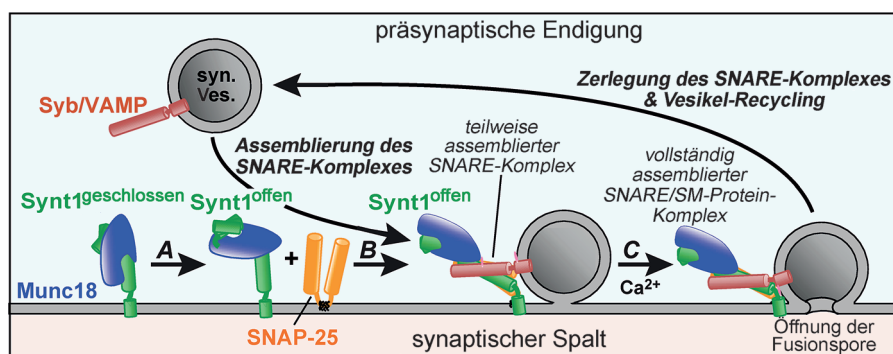 präsynaptische Endigung
syn.
Ves.
Syb/VAMP
Zerlegung des SNARE-Komplexes
& Vesikel-Recycling
Assemblierung des
SNARE-Komplexes
teilweise
assemblierter
SNARE-Komplex
vollständig
assemblierter
SNARE/SM-Protein-
Komplex
Synt1geschlossen
Synt1offen
Synt1offen
A
+
B
C
Ca2+
Munc18
SNAP-25
synaptischer Spalt
Öffnung der
Fusionspore